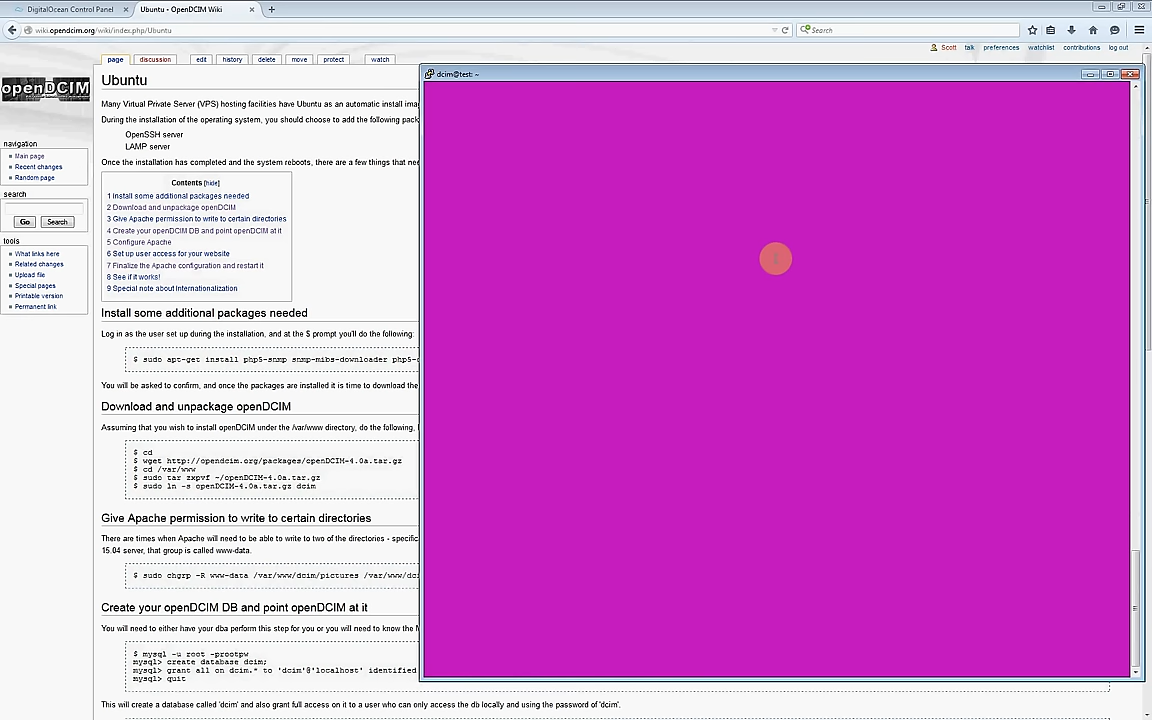 DigitalOcean Control Panel
Ubuntu - OpenDCIM Wiki
wiki.opendcim.org/wiki/index.php/Ubuntu
Search
Scott talk preferences watchlist contributions log out
page discussion edit history delete move protect watch
openDCIM
dcim@test: ~
Ubuntu
Many Virtual Private Server (VPS) hosting facilities have Ubuntu as an automatic install
During the installation of the operating system, you should choose to add the following
OpenSSH server
LAMP server
Once the installation has completed and the system reboots, there are a few things that
navigation
Main page
Recent changes
Random page
search
Go Search
tools
What links here
Related changes
Upload file
Special pages
Printable version
Permanent link
Contents [hide]
1 Install some additional packages needed
2 Download and unpackage openDCIM
3 Give Apache permission to write to certain directories
4 Create your openDCIM DB and point openDCIM at it
5 Configure Apache
6 Set up user access for your website
7 Finalize the Apache configuration and restart it
8 See if it works!
9 Special note about Internationalization
Install some additional packages needed
Log in as the user set up during the installation, and at the $ prompt you'll do the following:
$ sudo apt-get install php5-snmp snmp-mibs-downloader
You will be asked to confirm, and once the packages are installed it is time to download the
Download and unpackage openDCIM
Assuming that you wish to install openDCIM under the /var/www directory, do the following,
$ cd
$ wget http://opendcim.org/packages/openDCIM-4.0a.tar.gz
$ cd /var/www
$ sudo tar zxpvf ~/openDCIM-4.0a.tar.gz
$ sudo ln -s openDCIM-4.0a.tar.gz dcim
Give Apache permission to write to certain directories
There are times when Apache will need to be able to write to two of the directories -
15.04 server, that group is called www-data.
$ sudo chgrp -R www-data /var/www/dcim/pictures
Create your openDCIM DB and point openDCIM at it
You will need to either have your dba perform this step for you or you will need to know the
$ mysql -u root -prootpw
mysql> create database dcim;
mysql> grant all on dcim.* to 'dcim'@'localhost' identified
mysql> quit
This will create a database called 'dcim' and also grant full access on it to a user who can only access the db locally and using the password of 'dcim'.